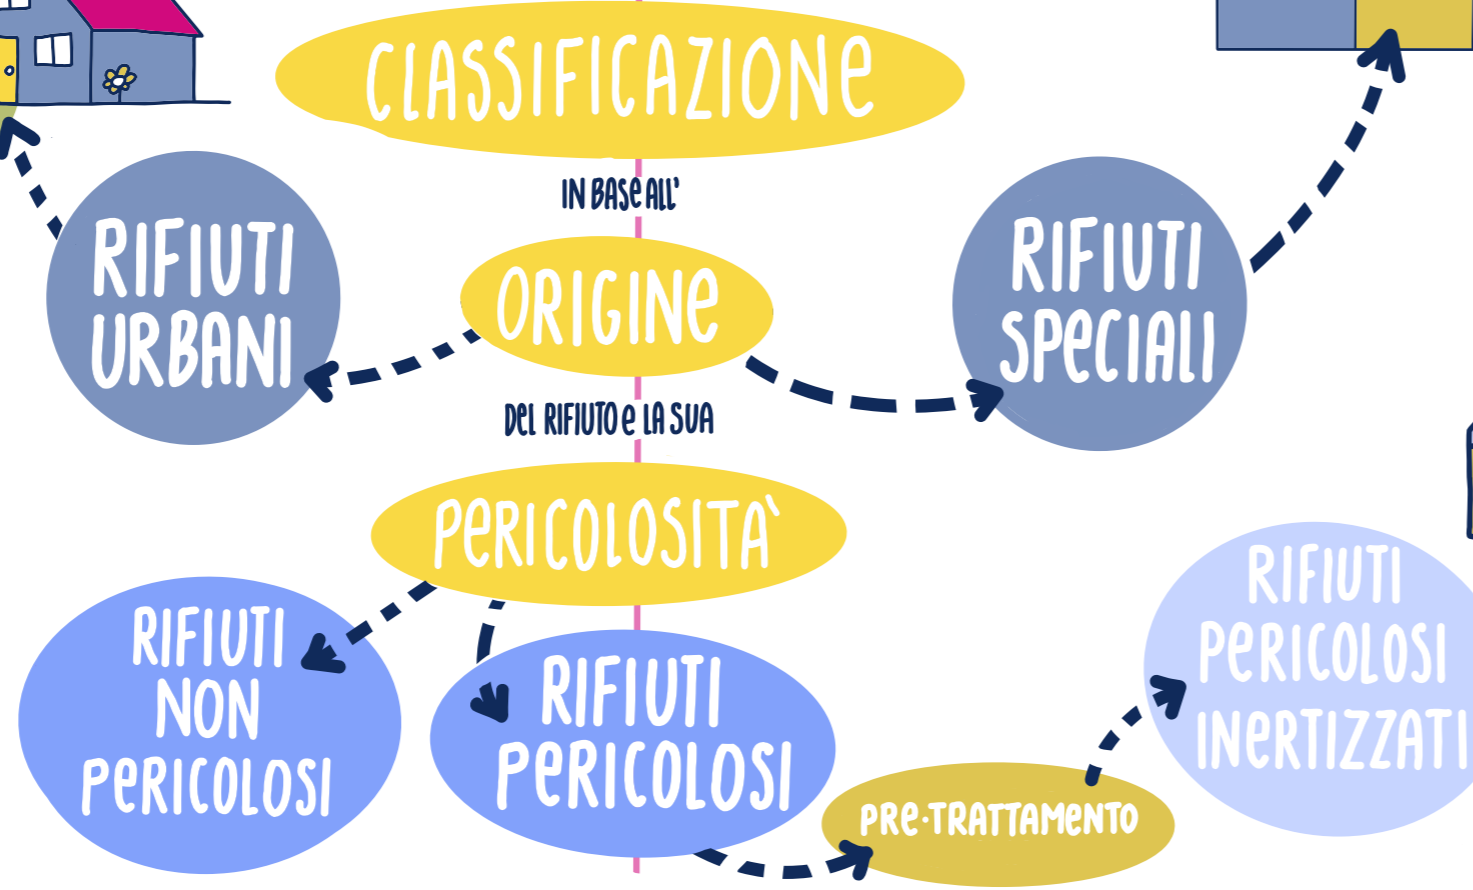 CLASSIFICAZIONE
IN BASE ALL'
RIFIUTI
URBANI
ORIGINE
RIFIUTI
SPECIALI
DEL RIFIUTO E LA SUA
PERICOLOSITA'
RIFIUTI
NON
PERICOLOSI
RIFIUTI
PERICOLOSI
PRE-TRATTAMENTO
RIFIUTI
PERICOLOSI
INERTIZZATI